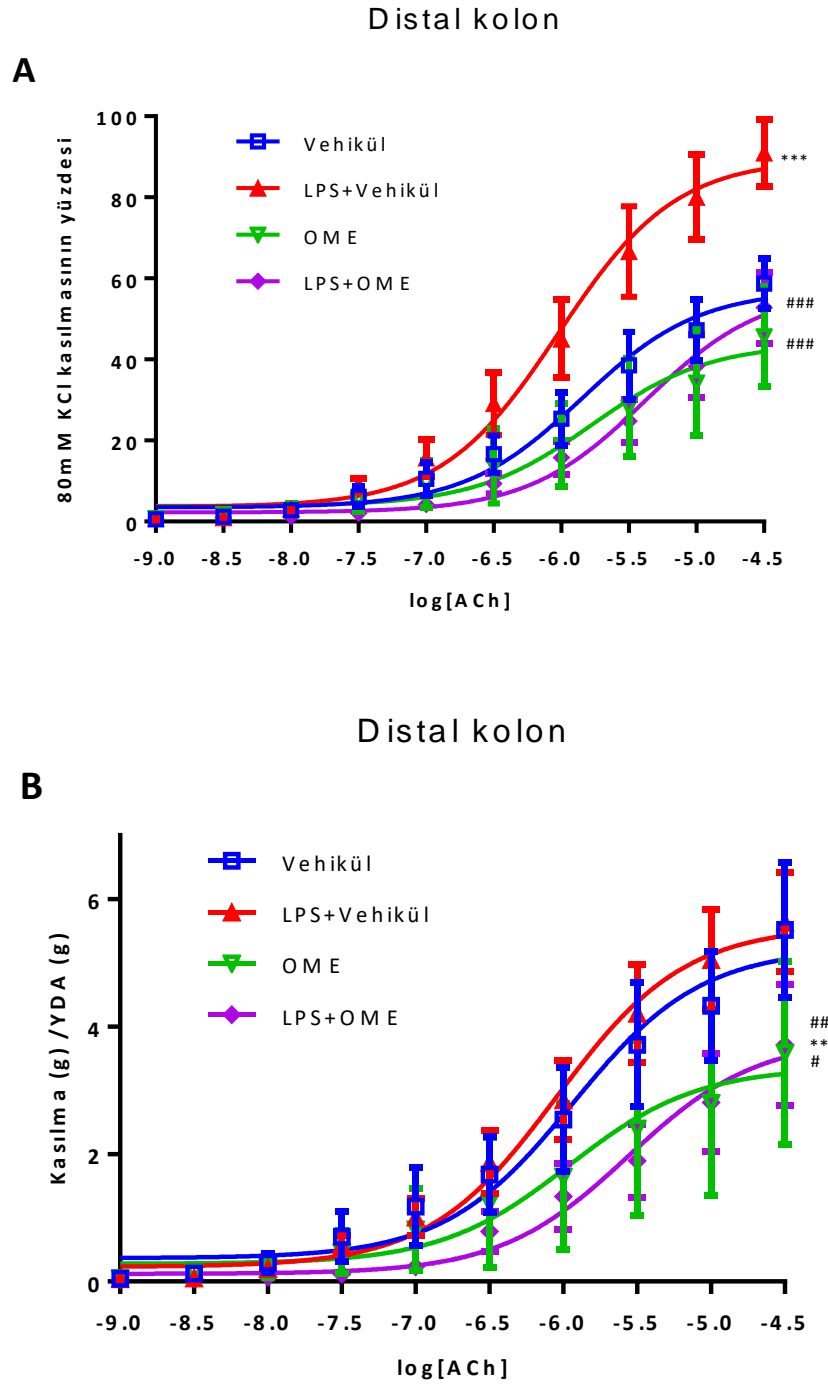 Distal kolon
A
80mM KCl kasılmasının yüzdesi
100
80
60
40
20
0
Vehikül
LPS+Vehikül
OME
LPS+OME
***
###
###
-9.0 -8.5 -8.0 -7.5 -7.0 -6.5 -6.0 -5.5 -5.0 -4.5
log[ACh]
Distal kolon
B
Kasılma (g) /YDA (g)
6
4
2
0
Vehikül
LPS+Vehikül
OME
LPS+OME
##
**
#
-9.0 -8.5 -8.0 -7.5 -7.0 -6.5 -6.0 -5.5 -5.0 -4.5
log[ACh]